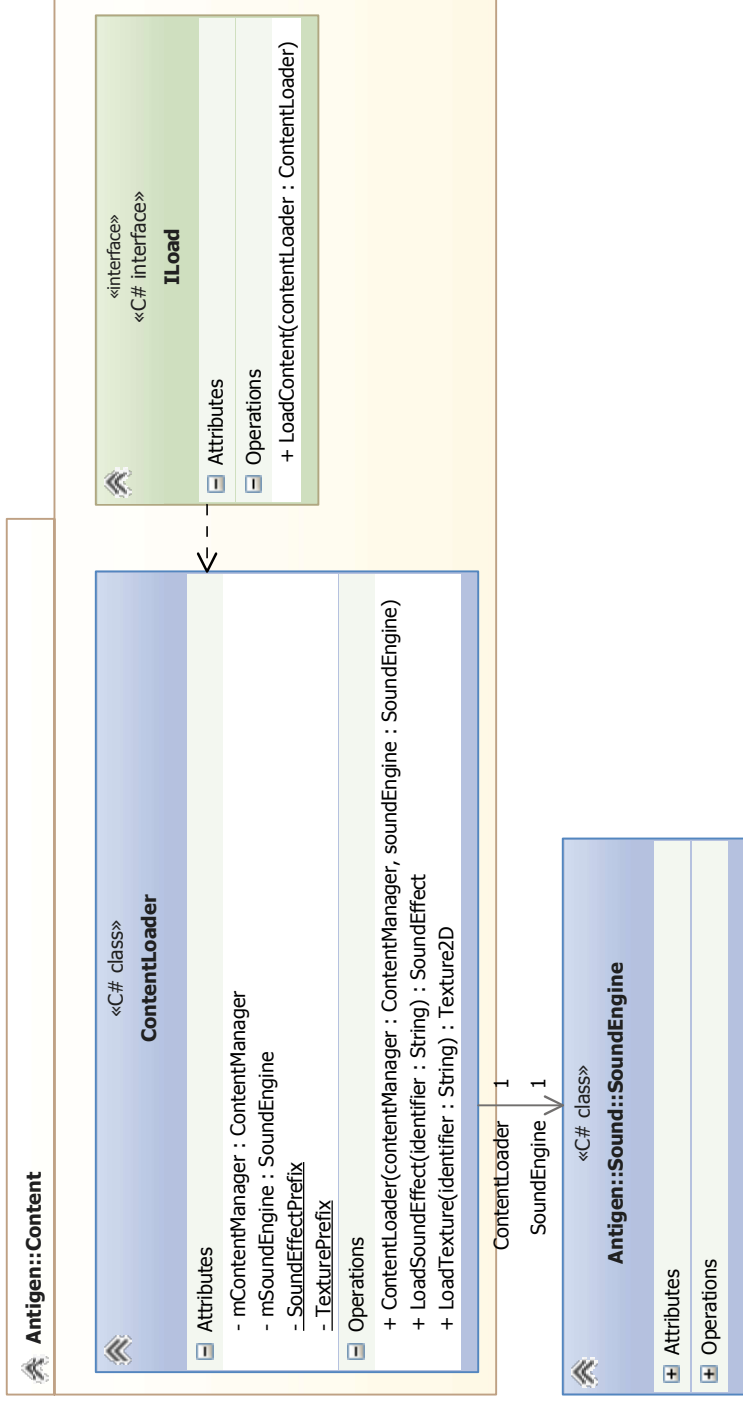 Antigen::Content
«C# class»
ContentLoader
Attributes
- mContentManager : ContentManager
- mSoundEngine : SoundEngine
- SoundEffectPrefix
- TexturePrefix
Operations
+ ContentLoader(contentManager : ContentManager, soundEngine : SoundEngine)
+ LoadSoundEffect(identifier : String) : SoundEffect
+ LoadTexture(identifier : String) : Texture2D
«interface»
«C# interface»
ILoad
Attributes
Operations
+ LoadContent(contentLoader : ContentLoader)
ContentLoader 1
SoundEngine 1
«C# class»
Antigen::Sound::SoundEngine
Attributes
Operations